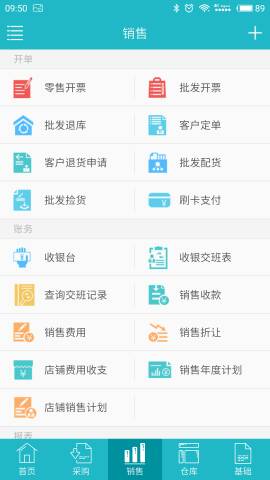 09:50 89
销售
开单
零售开票 批发开票
批发退库 客户定单
客户退货申请 批发配货
批发捡货 刷卡支付
账务
收银台 收银交班表
查询交班记录 销售收款
销售费用 销售折让
店铺费用收支 销售年度计划
店铺销售计划
报表
首页 采购 销售 仓库 基础